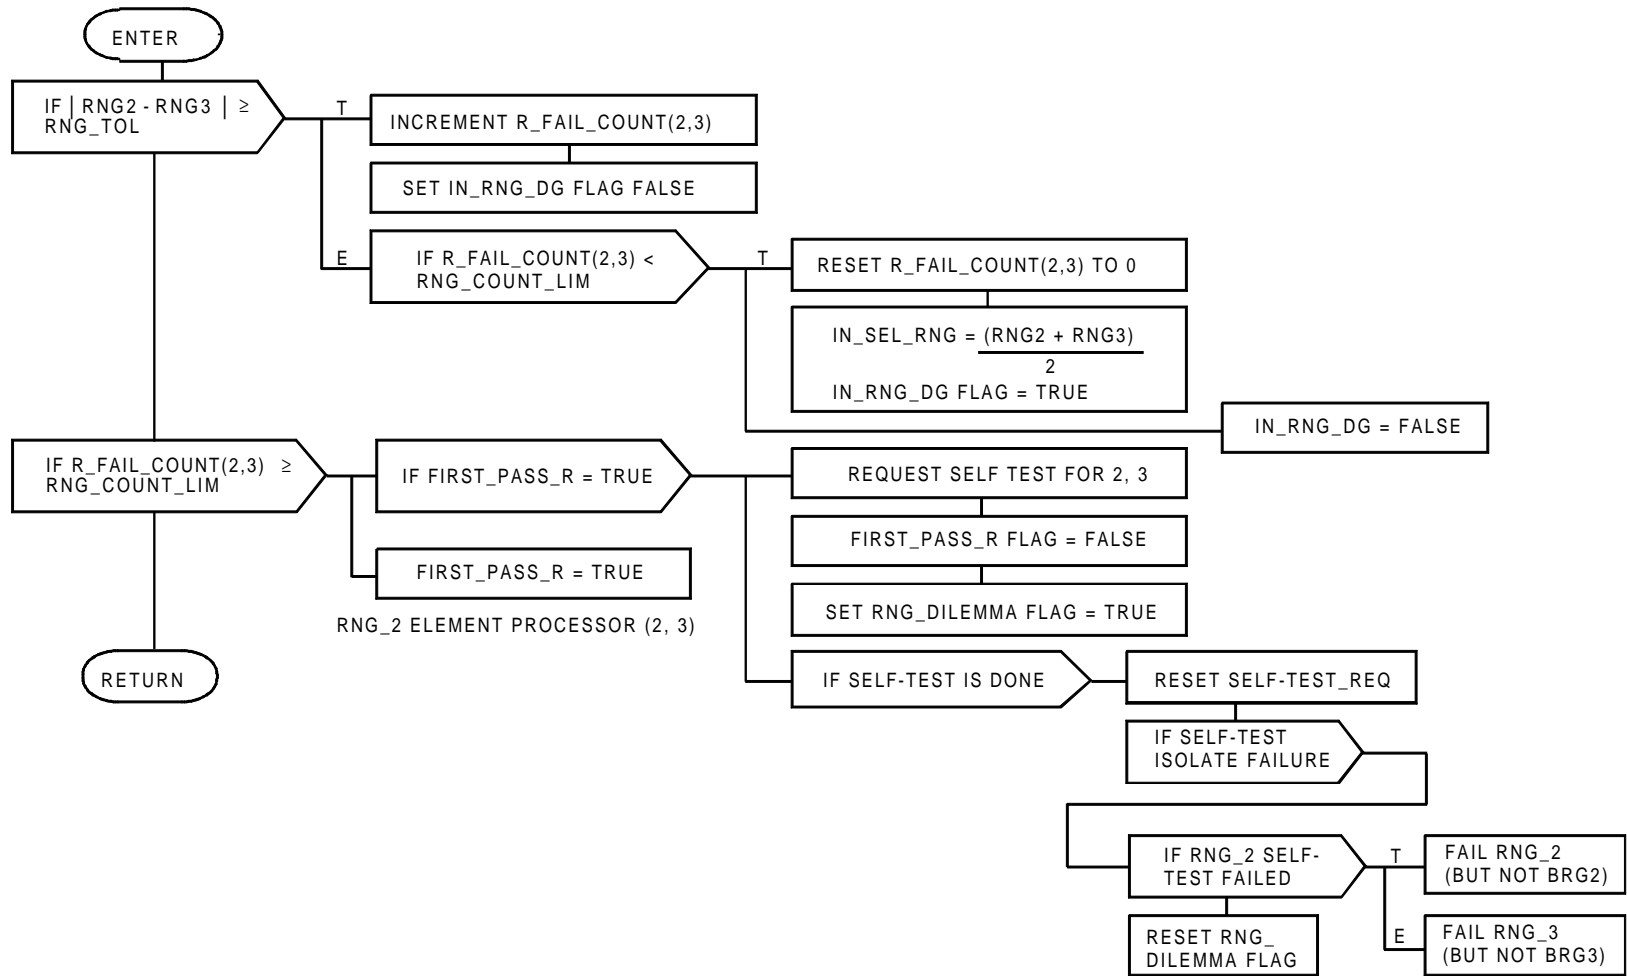 ENTER
IF | RNG2 - RNG3 | ≥
RNG_TOL
T
INCREMENT R_FAIL_COUNT(2,3)
SET IN_RNG_DG FLAG FALSE
E
IF R_FAIL_COUNT(2,3) <
RNG_COUNT_LIM
T
RESET R_FAIL_COUNT(2,3) TO 0
IN_SEL_RNG = (RNG2 + RNG3)
2
IN_RNG_DG FLAG = TRUE
IN_RNG_DG = FALSE
IF R_FAIL_COUNT(2,3) ≥
RNG_COUNT_LIM
IF FIRST_PASS_R = TRUE
REQUEST SELF TEST FOR 2, 3
FIRST_PASS_R FLAG = FALSE
SET RNG_DILEMMA FLAG = TRUE
FIRST_PASS_R = TRUE
RNG_2 ELEMENT PROCESSOR (2, 3)
RETURN
IF SELF-TEST IS DONE
RESET SELF-TEST_REQ
IF SELF-TEST
ISOLATE FAILURE
IF RNG_2 SELF-
TEST FAILED
T
FAIL RNG_2
(BUT NOT BRG2)
E
FAIL RNG_3
(BUT NOT BRG3)
RESET RNG_
DILEMMA FLAG